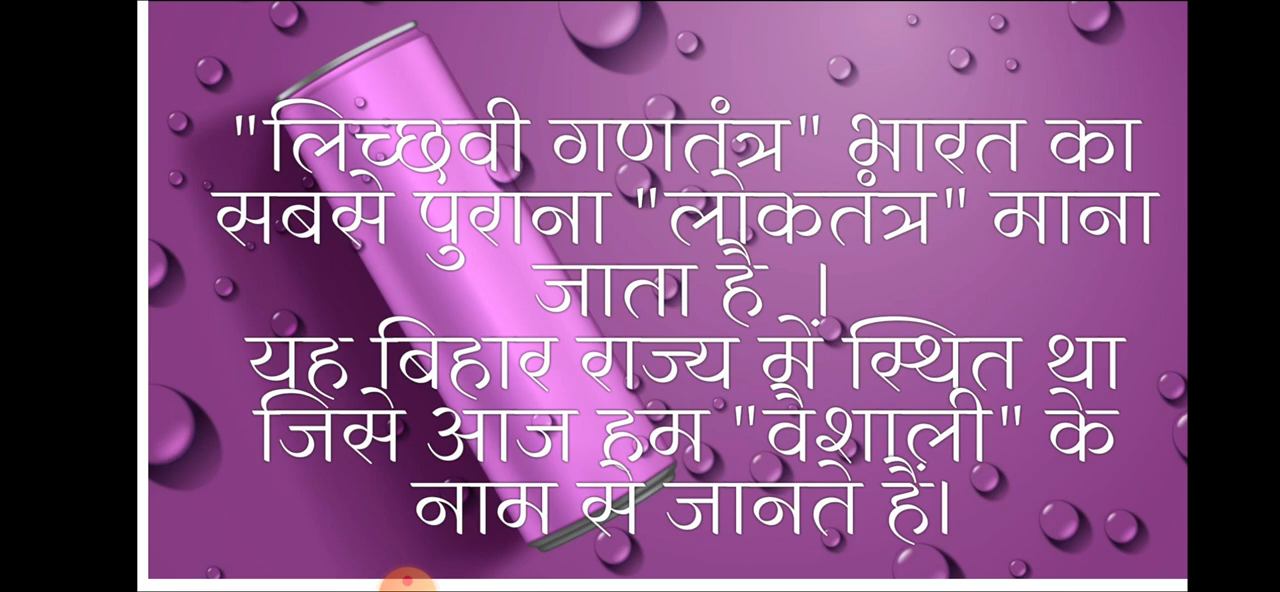 "लिच्छवी गणतंत्र" भारत का
सबसे पुराना "लोकतंत्र" माना
जाता है ।
यह बिहार राज्य में स्थित था
जिसे आज हम "वैशाली" के
नाम से जानते हैं।